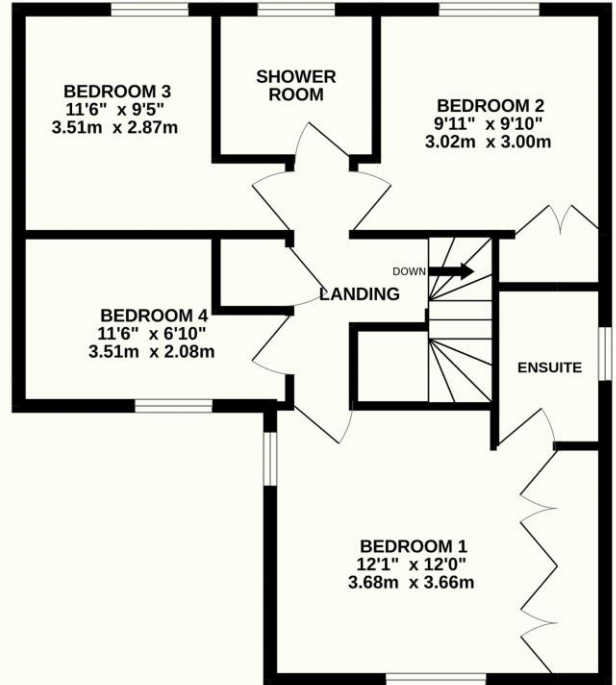 BEDROOM 3
11'6" x 9'5"
3.51m x 2.87m
SHOWER
ROOM
BEDROOM 2
9'11" x 9'10"
3.02m x 3.00m
DOWN
LANDING
BEDROOM 4
11'6" x 6'10"
3.51m x 2.08m
ENSUITE
BEDROOM 1
12'1" x 12'0"
3.68m x 3.66m